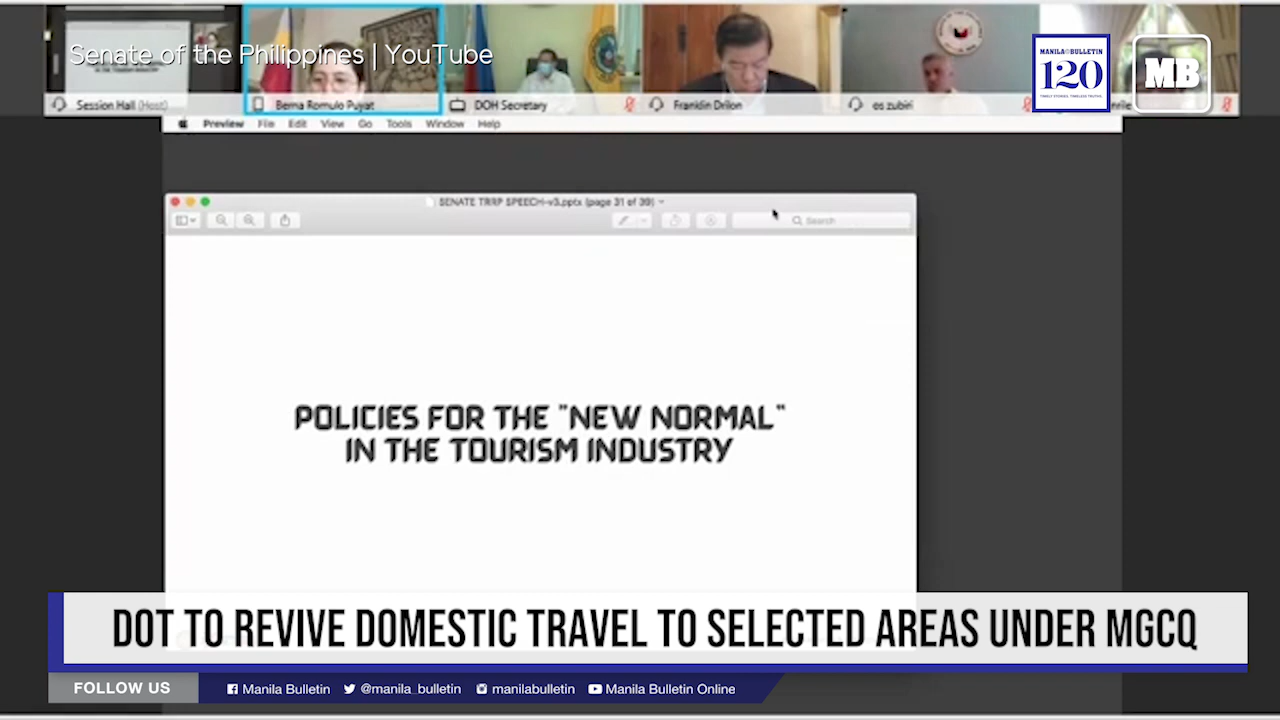 Senate of the Philippines | YouTube
MANILA BULLETIN
120
MB
Session Hall (Host)
Berna Romulo Puyat
DOH Secretary
Franklin Drilon
os zubiri
Preview File Edit View Go Tools Window Help
SENATE TRRP SPEECH-v3.pptx (page 31 of 39)
Search
POLICIES FOR THE "NEW NORMAL"
IN THE TOURISM INDUSTRY
DOT TO REVIVE DOMESTIC TRAVEL TO SELECTED AREAS UNDER MGCQ
FOLLOW US
Manila Bulletin @manila_bulletin manilabulletin Manila Bulletin Online